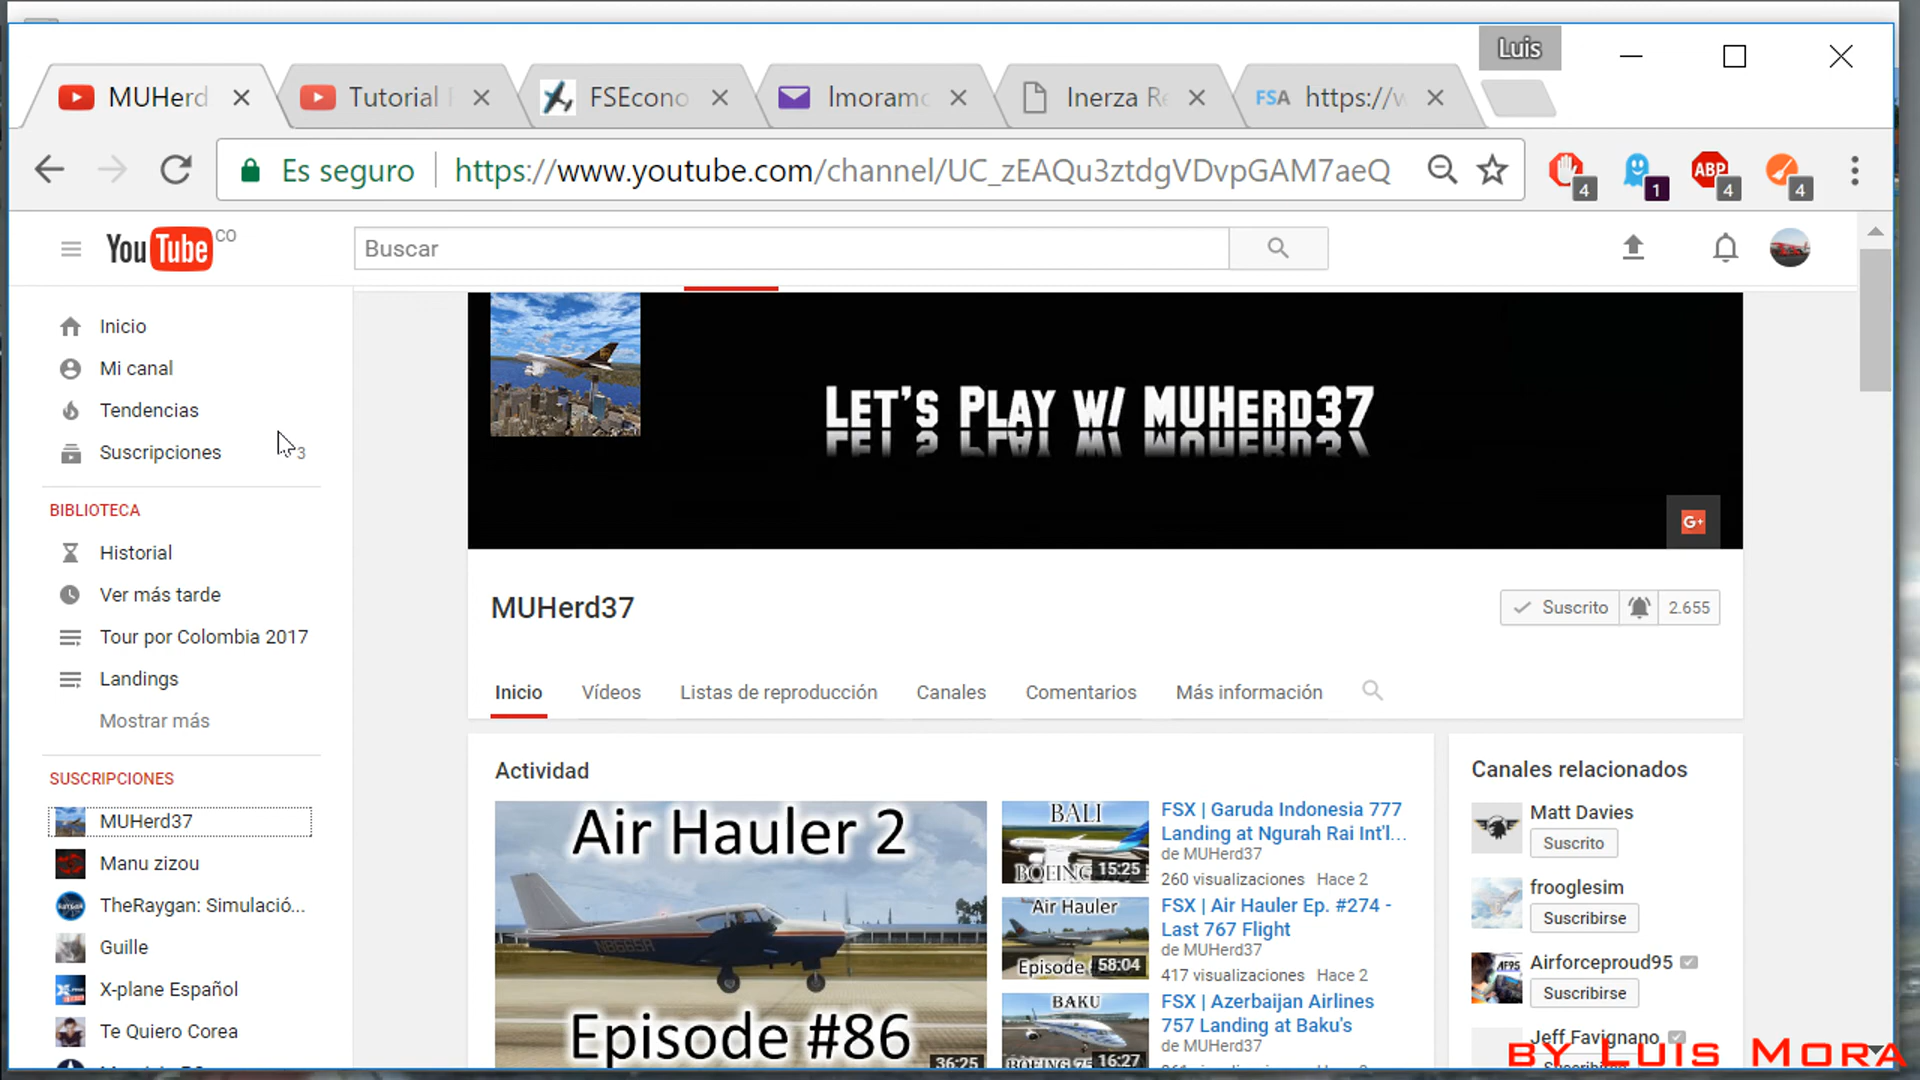 Luis
MUHerd
Tutorial
FSEcono
lmoram
Inerza Re
FSA https://w
Es seguro
https://www.youtube.com/channel/UC_zEAQu3ztdgVDvpGAM7aeQ
4
1
ABP
4
4
YouTube CO
Buscar
Inicio
Mi canal
Tendencias
Suscripciones
3
BIBLIOTECA
Historial
Ver más tarde
Tour por Colombia 2017
Landings
Mostrar más
SUSCRIPCIONES
MUHerd37
Manu zizou
TheRaygan: Simulació...
Guille
X-plane Español
Te Quiero Corea
Let's Play w/ MUHerd37
G+
MUHerd37
Suscrito
2.655
Inicio
Vídeos
Listas de reproducción
Canales
Comentarios
Más información
Actividad
Air Hauler 2
N8665A
Episode #86
36:25
BALI
BOEING
15:25
FSX | Garuda Indonesia 777
Landing at Ngurah Rai Int'l...
de MUHerd37
260 visualizaciones Hace 2
Air Hauler
Episode
58:04
FSX | Air Hauler Ep. #274 -
Last 767 Flight
de MUHerd37
417 visualizaciones Hace 2
BAKU
BOEING 75
16:27
FSX | Azerbaijan Airlines
757 Landing at Baku's
de MUHerd37
Canales relacionados
Matt Davies
Suscrito
frooglesim
Suscribirse
AF95
Airforceproud95
Suscribirse
Jeff Favignano
by Luis Mora